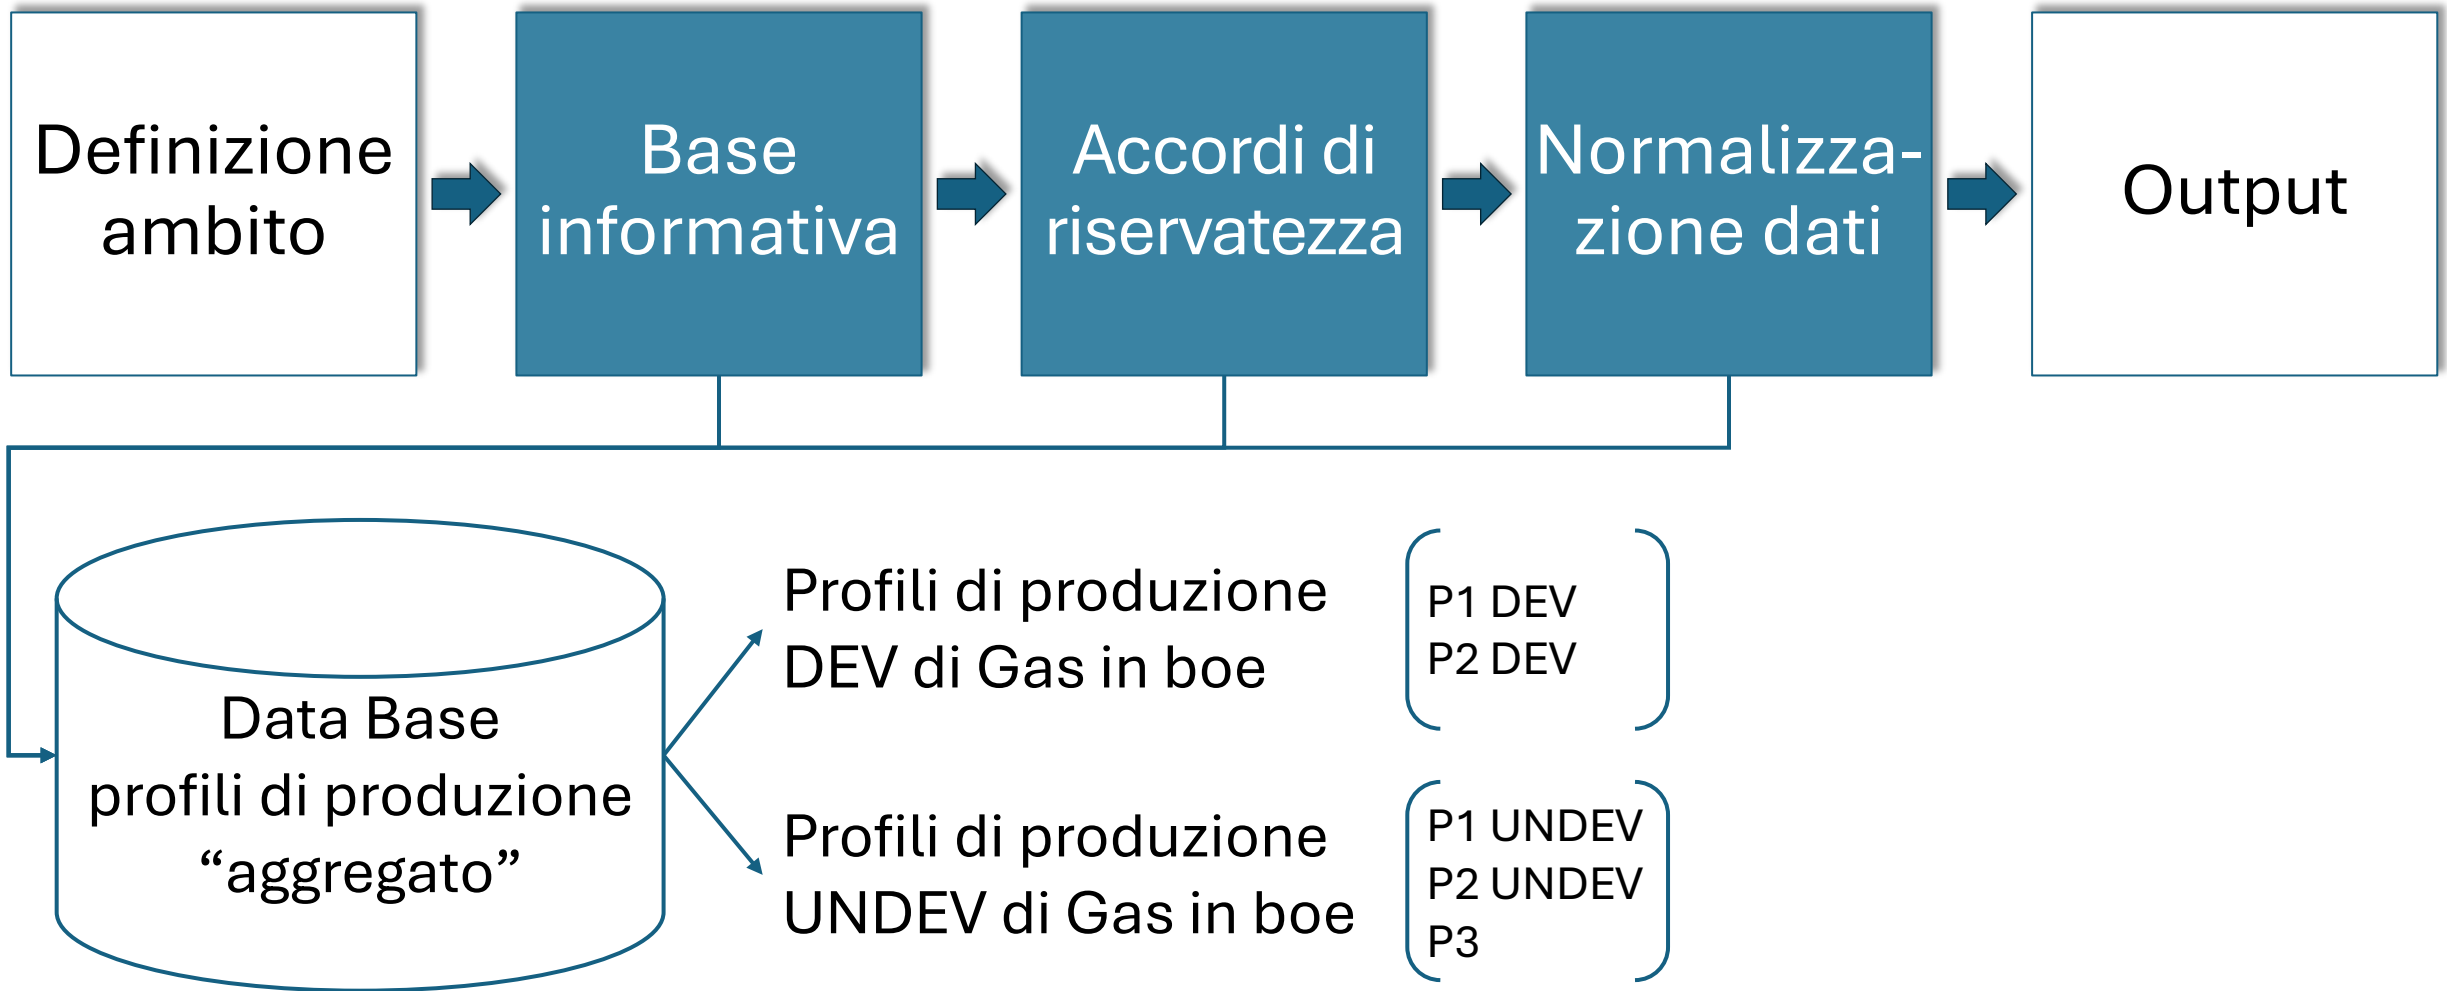 Definizione
ambito
Base
informativa
Accordi di
riservatezza
Normalizza-
zione dati
Output
Data Base
profili di produzione
“aggregato”
Profili di produzione
DEV di Gas in boe
P1 DEV
P2 DEV
Profili di produzione
UNDEV di Gas in boe
P1 UNDEV
P2 UNDEV
P3